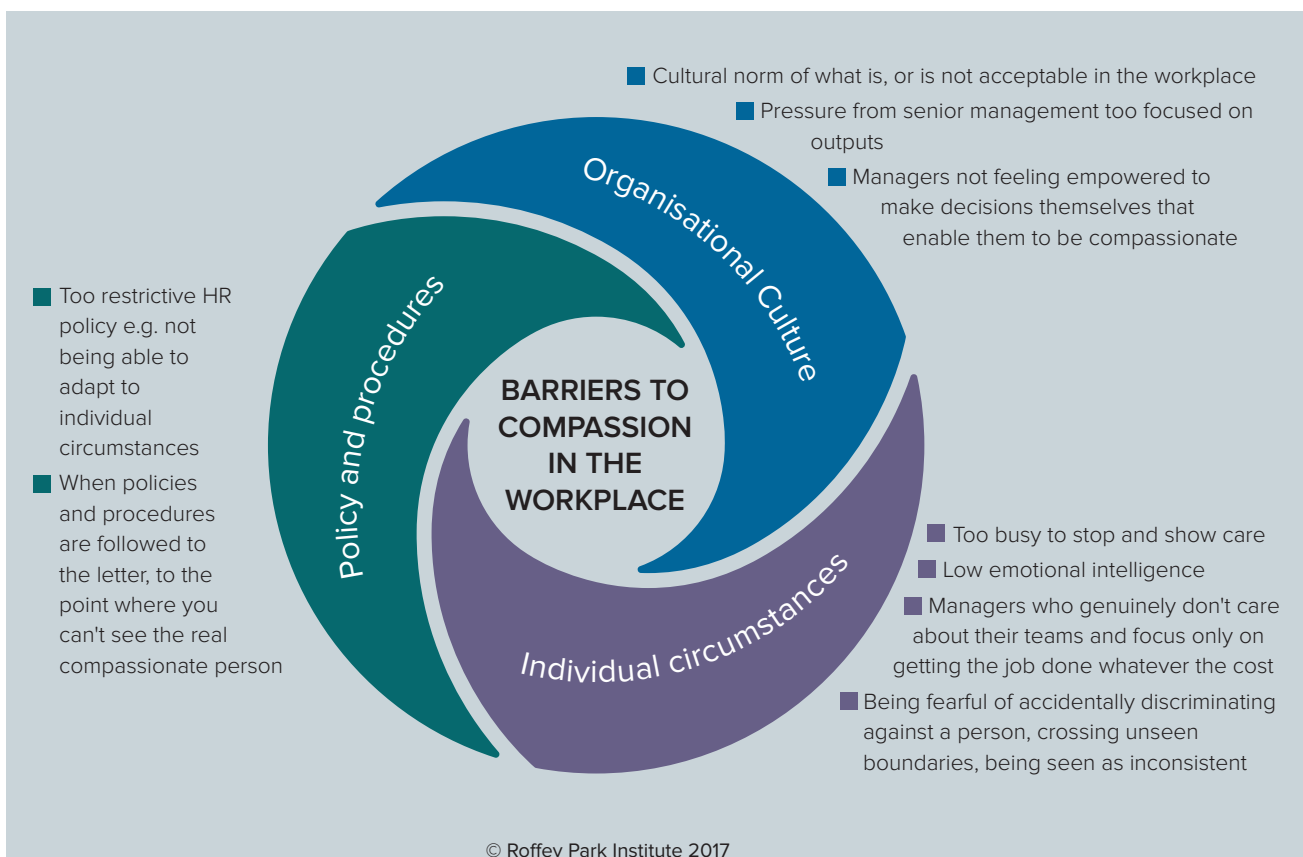 Cultural norm of what is, or is not acceptable in the workplace
Pressure from senior management too focused on
outputs
Managers not feeling empowered to
make decisions themselves that
enable them to be compassionate
Organisational Culture
Policy and procedures
Too restrictive HR
policy e.g. not
being able to
adapt to
individual
circumstances
When policies
and procedures
are followed to
the letter, to the
point where you
can't see the real
compassionate person
BARRIERS TO
COMPASSION
IN THE
WORKPLACE
Individual circumstances
Too busy to stop and show care
Low emotional intelligence
Managers who genuinely don't care
about their teams and focus only on
getting the job done whatever the cost
Being fearful of accidentally discriminating
against a person, crossing unseen
boundaries, being seen as inconsistent
© Roffey Park Institute 2017